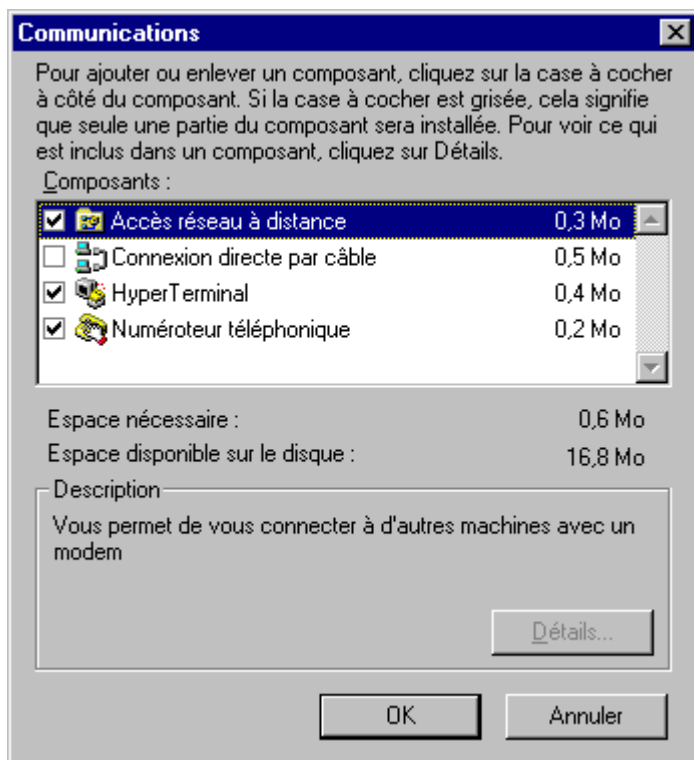 Communications
Pour ajouter ou enlever un composant, cliquez sur la case à cocher
à côté du composant. Si la case à cocher est grisée, cela signifie
que seule une partie du composant sera installée. Pour voir ce qui
est inclus dans un composant, cliquez sur Détails.
Composants :
Accès réseau à distance 0,3 Mo
Connexion directe par câble 0,5 Mo
HyperTerminal 0,4 Mo
Numéroteur téléphonique 0,2 Mo
Espace nécessaire : 0,6 Mo
Espace disponible sur le disque : 16,8 Mo
Description
Vous permet de vous connecter à d'autres machines avec un
modem
Détails...
OK Annuler